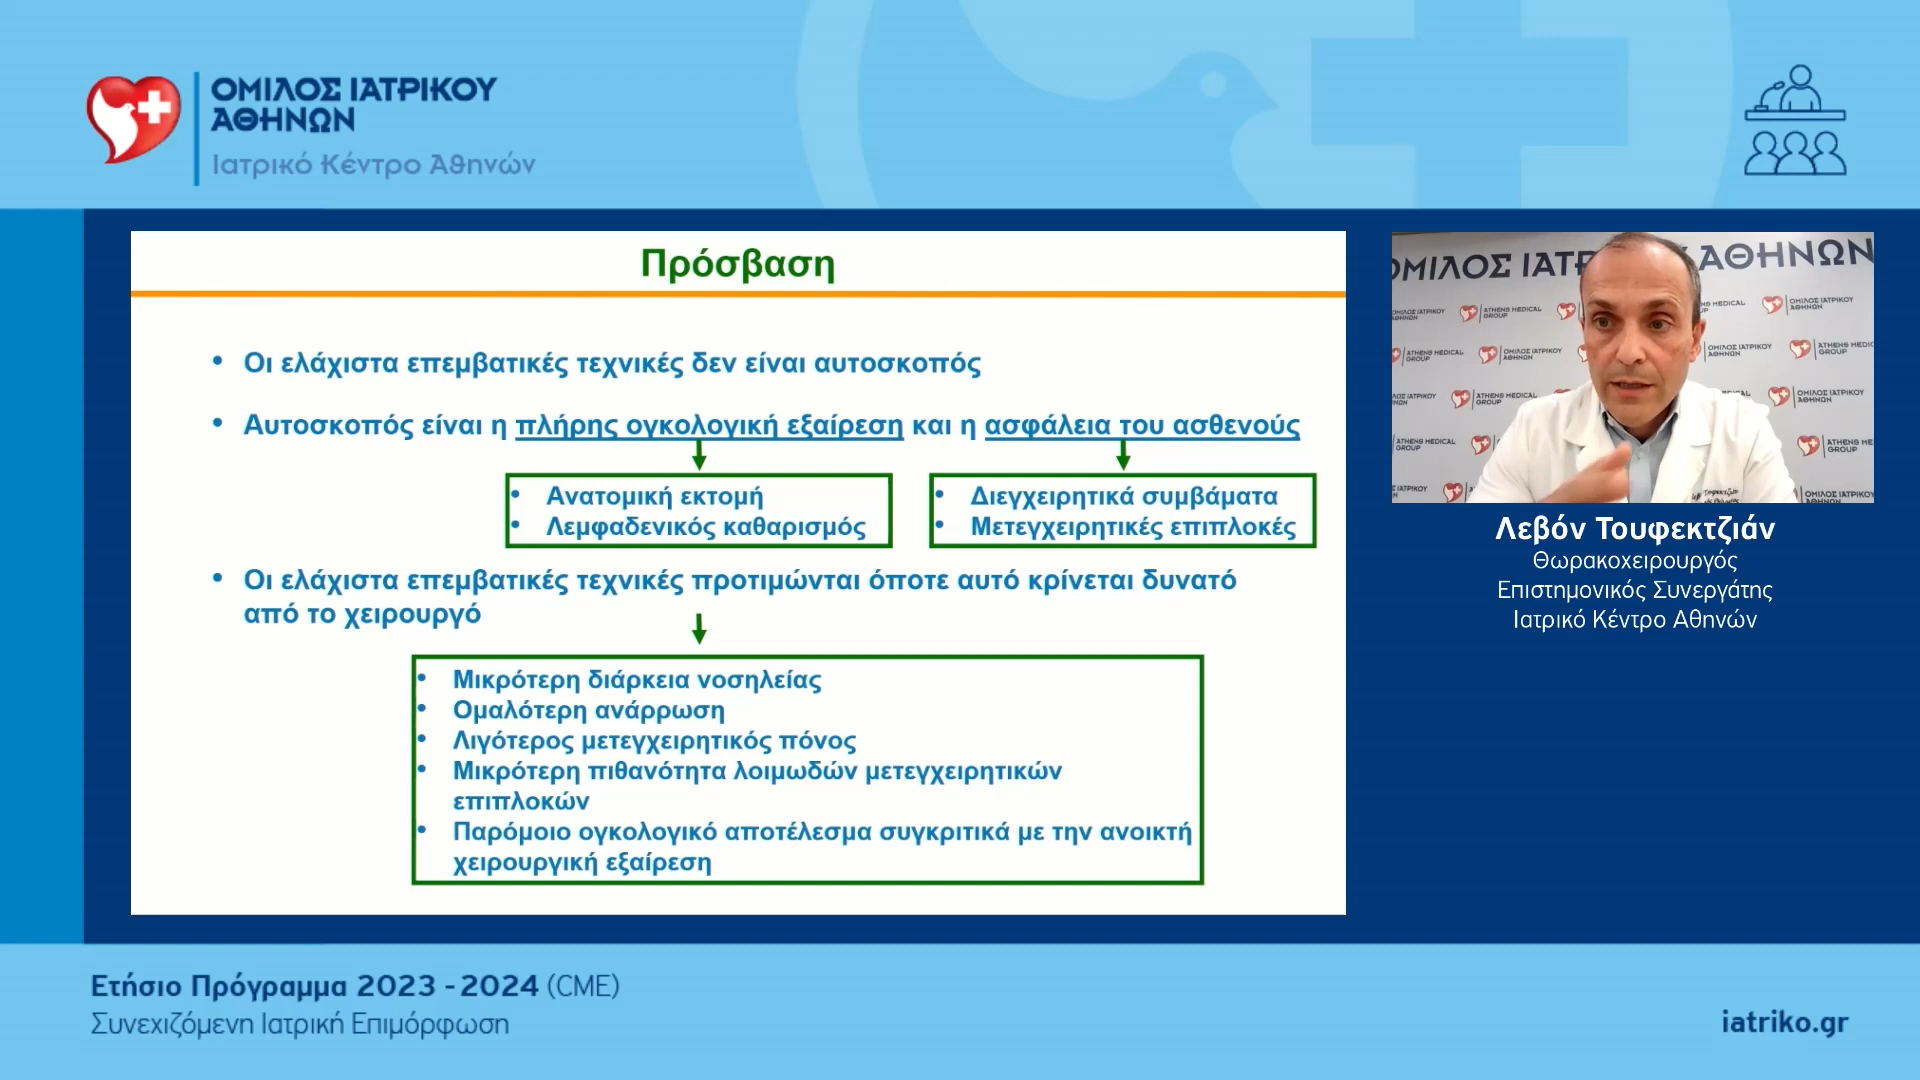 ΟΜΙΛΟΣ ΙΑΤΡΙΚΟΥ
ΑΘΗΝΩΝ
Ιατρικό Κέντρο Αθηνών
Πρόσβαση
• Οι ελάχιστα επεμβατικές τεχνικές δεν είναι αυτοσκοπός
• Αυτοσκοπός είναι η πλήρης ογκολογική εξαίρεση και η ασφάλεια του ασθενούς
• Ανατομική εκτομή
• Λεμφαδενικός καθαρισμός
• Διεγχειρητικά συμβάματα
• Μετεγχειρητικές επιπλοκές
• Οι ελάχιστα επεμβατικές τεχνικές προτιμώνται όποτε αυτό κρίνεται δυνατό
από το χειρουργό
• Μικρότερη διάρκεια νοσηλείας
• Ομαλότερη ανάρρωση
• Λιγότερος μετεγχειρητικός πόνος
• Μικρότερη πιθανότητα λοιμωδών μετεγχειρητικών
επιπλοκών
• Παρόμοιο ογκολογικό αποτέλεσμα συγκριτικά με την ανοικτή
χειρουργική εξαίρεση
Λεβόν Τουφεκτζιάν
Θωρακοχειρουργός
Επιστημονικός Συνεργάτης
Ιατρικό Κέντρο Αθηνών
Ετήσιο Πρόγραμμα 2023 - 2024 (CME)
Συνεχιζόμενη Ιατρική Επιμόρφωση
iatriko.gr